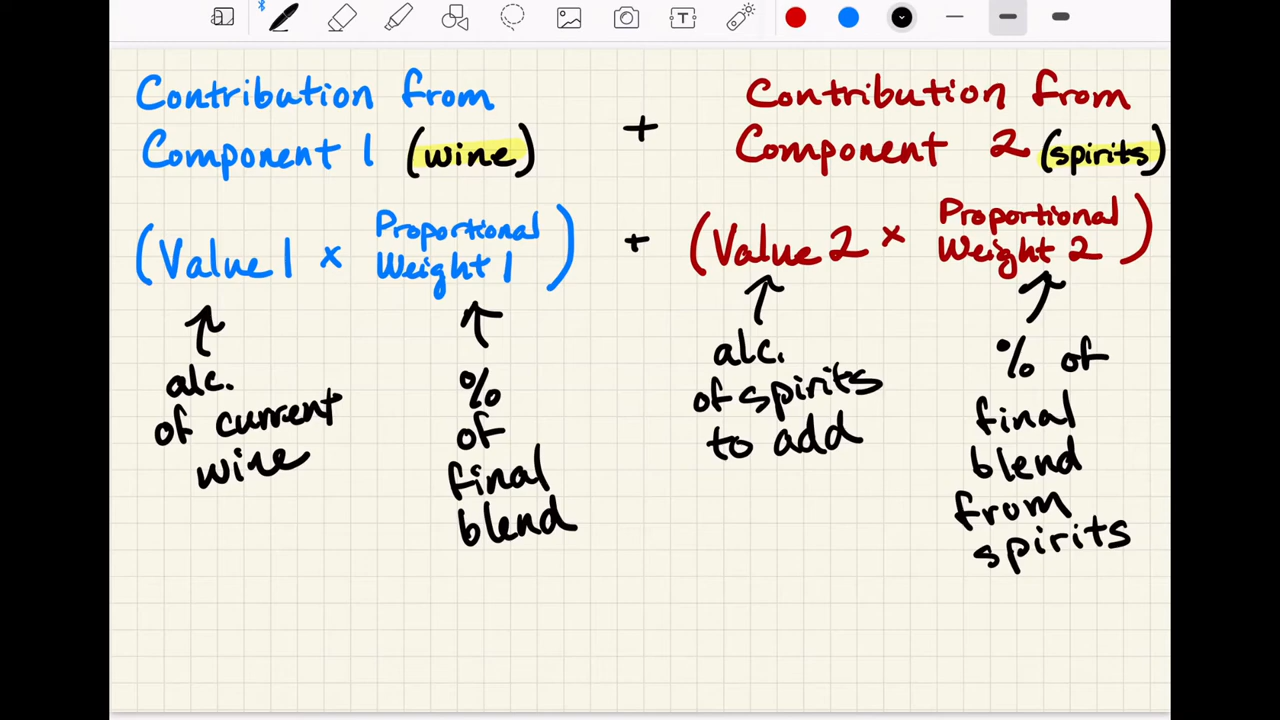 Contribution from
Component 1 (wine)
+
Contribution from
Component 2 (spirits)
(Value 1 x Proportional
Weight 1)
+
(Value 2 x Proportional
Weight 2)
alc.
of current
wine
%
of
final
blend
alc.
of spirits
to add
% of
final
blend
from
spirits